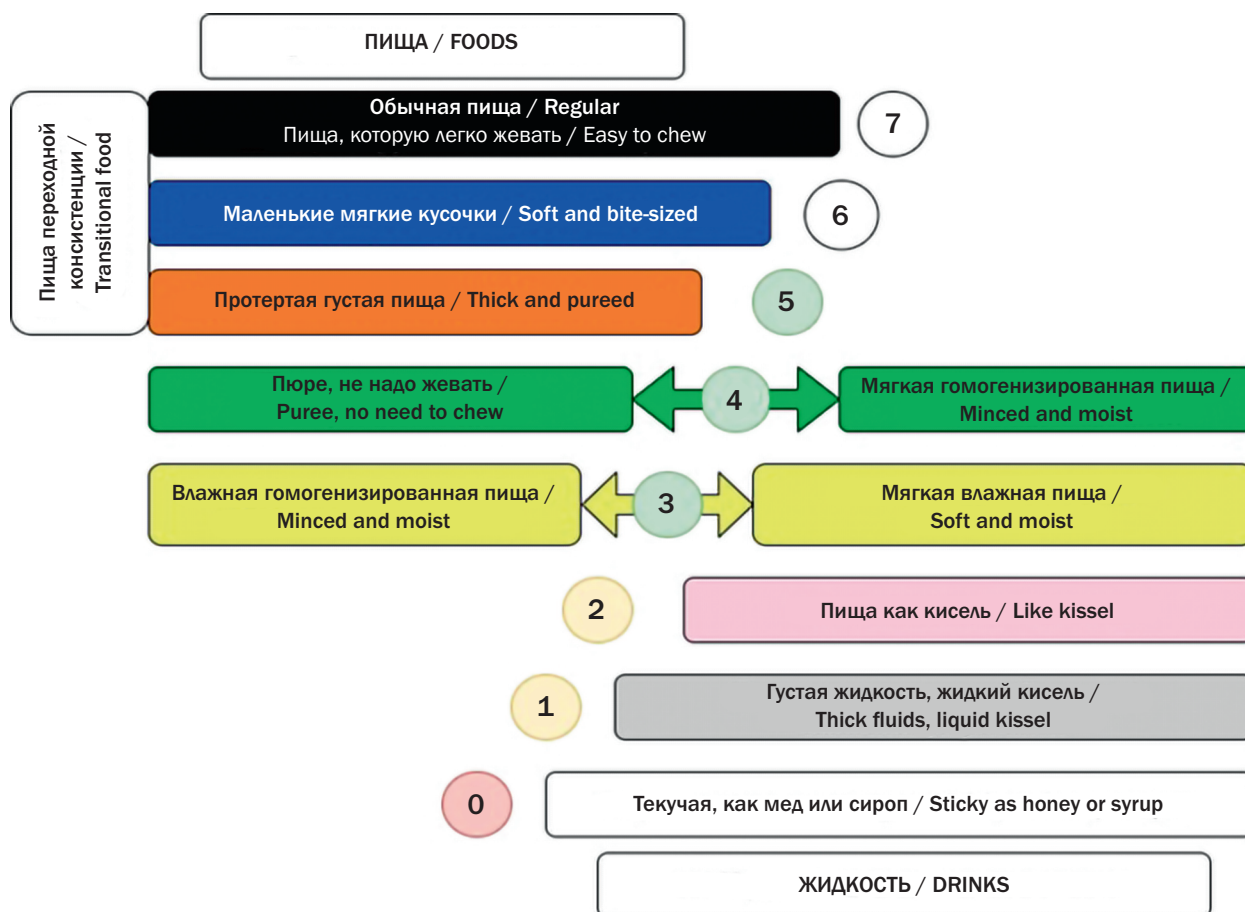 ПИЩА / FOODS
Пища переходной
консистенции /
Transitional food
Обычная пища / Regular
Пища, которую легко жевать / Easy to chew
7
Маленькие мягкие кусочки / Soft and bite-sized
6
Протертая густая пища / Thick and pureed
5
Пюре, не надо жевать /
Puree, no need to chew
4
Мягкая гомогенизированная пища /
Minced and moist
Влажная гомогенизированная пища /
Minced and moist
3
Мягкая влажная пища /
Soft and moist
2
Пища как кисель / Like kissel
1
Густая жидкость, жидкий кисель /
Thick fluids, liquid kissel
0
Текучая, как мед или сироп / Sticky as honey or syrup
ЖИДКОСТЬ / DRINKS